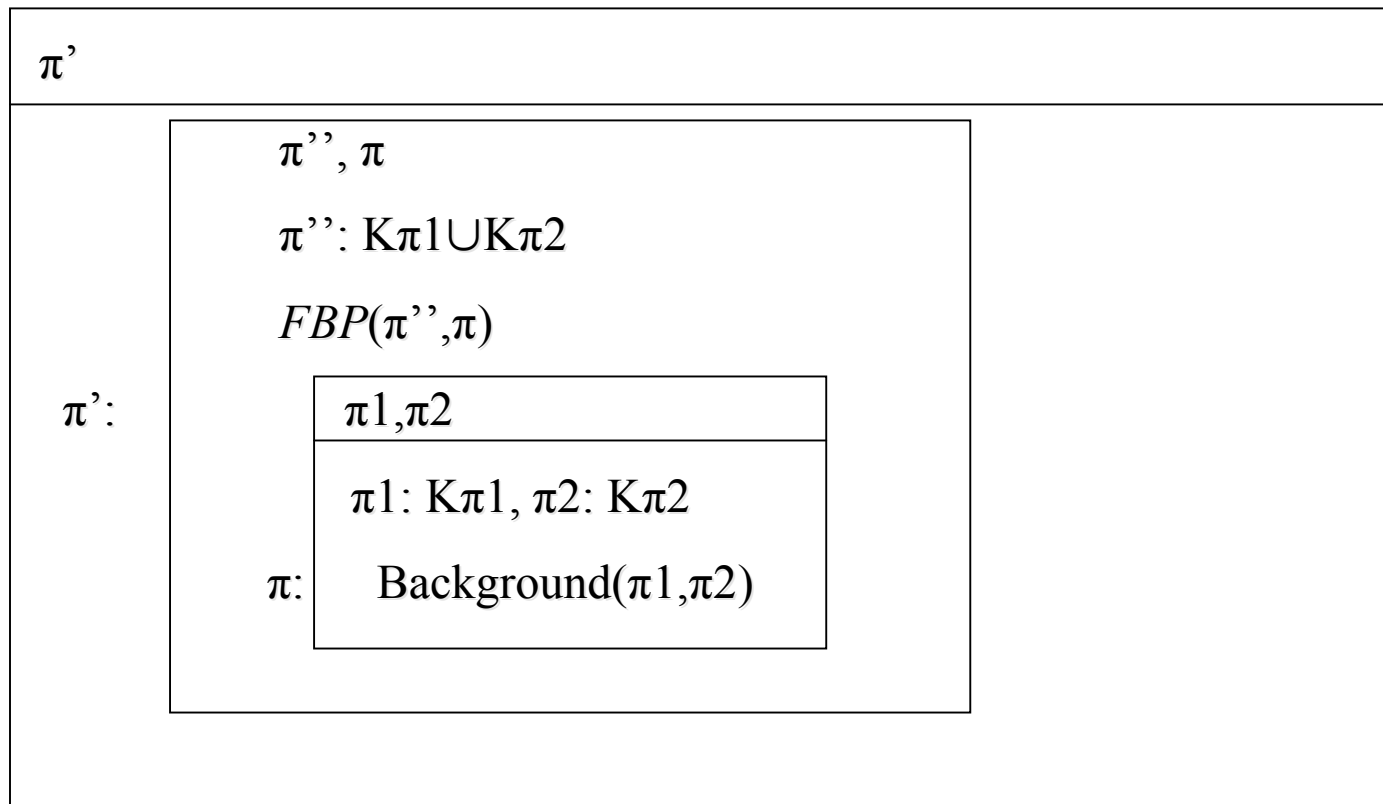 π’
π’’, π
π’’: Kπ1∪Kπ2
FBP(π’’,π)
π’:
π1,π2
π1: Kπ1, π2: Kπ2
π: Background(π1,π2)